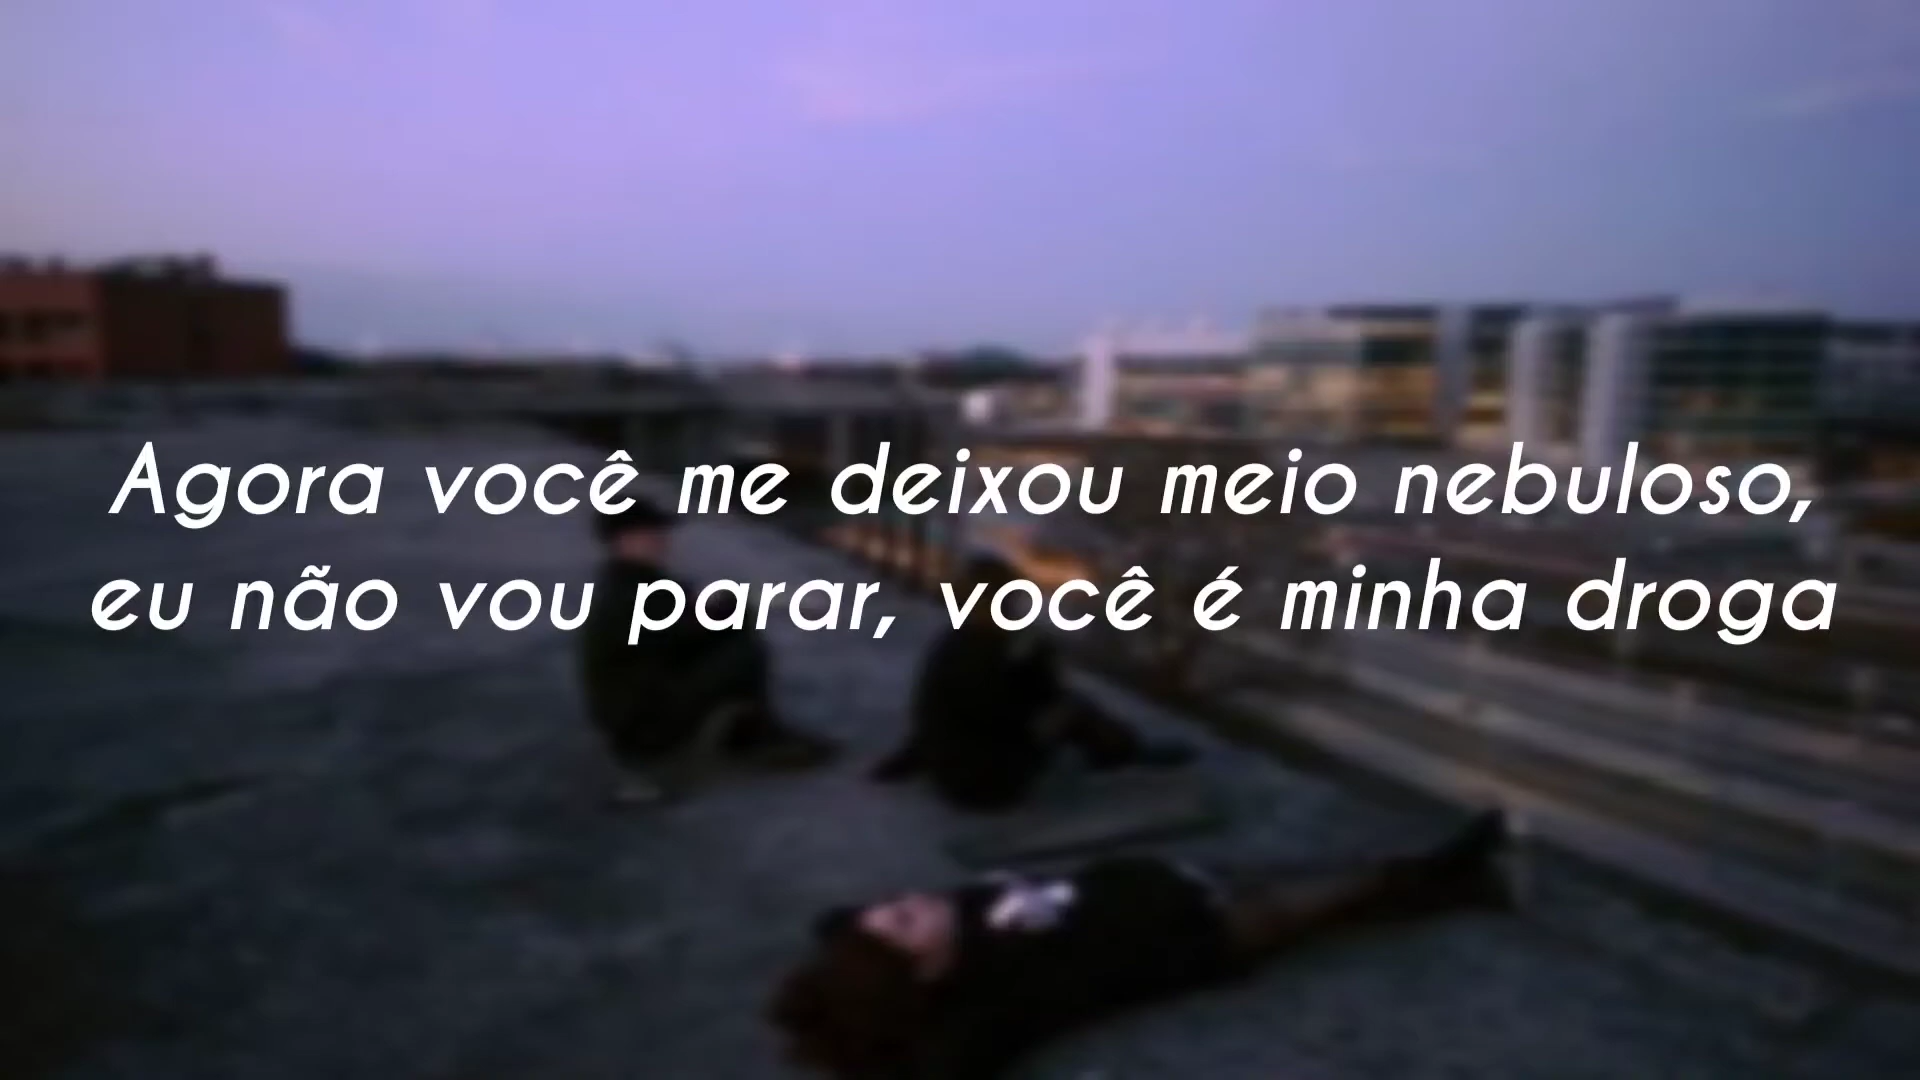 Agora você me deixou meio nebuloso,
eu não vou parar, você é minha droga